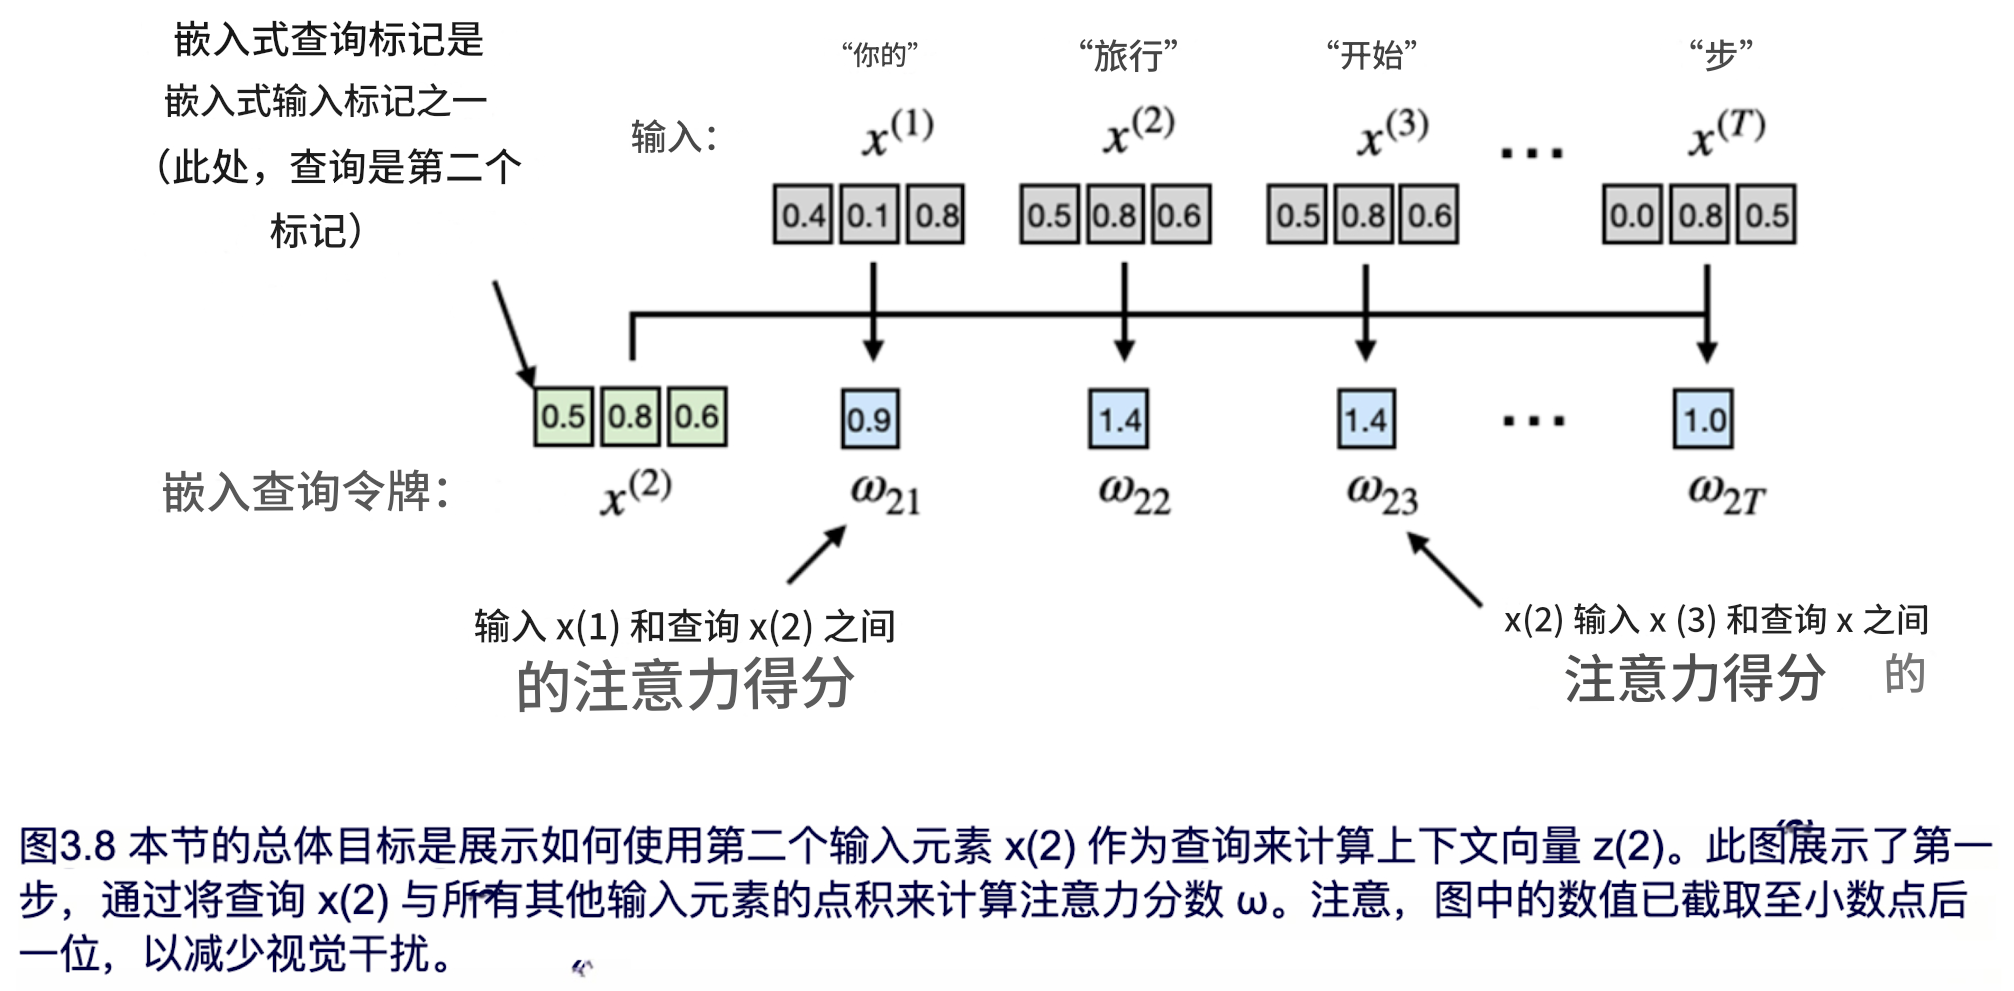 嵌入式查询标记是
嵌入式输入标记之一
（此处，查询是第二个
标记）
“你的” “旅行” “开始” “步”
输入： x(1) x(2) x(3) ... x(T)
0.4 0.1 0.8 0.5 0.8 0.6 0.5 0.8 0.6 0.0 0.8 0.5
0.5 0.8 0.6 0.9 1.4 1.4 ... 1.0
嵌入查询令牌： x(2) ω21 ω22 ω23 ω2T
输入 x(1) 和查询 x(2) 之间
的注意力得分
x(2) 输入 x (3) 和查询 x 之间
注意力得分 的
图3.8 本节的总体目标是展示如何使用第二个输入元素 x(2) 作为查询来计算上下文向量 z(2)。此图展示了第一
步，通过将查询 x(2) 与所有其他输入元素的点积来计算注意力分数 ω。注意，图中的数值已截取至小数点后
一位，以减少视觉干扰。